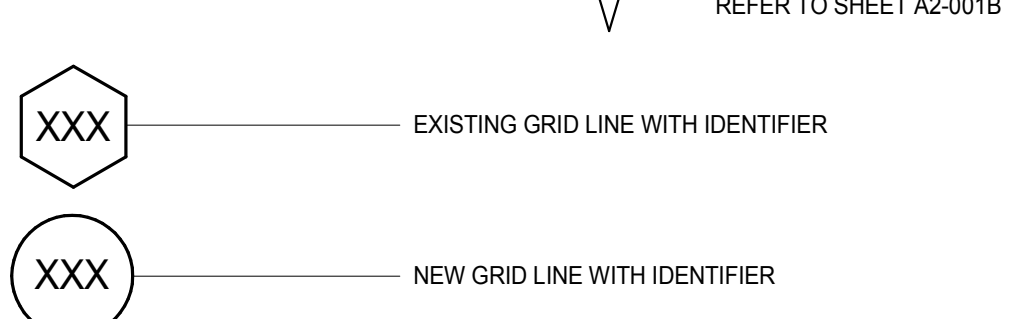 REFER TO SHEET A2-001B
XXX EXISTING GRID LINE WITH IDENTIFIER
XXX NEW GRID LINE WITH IDENTIFIER